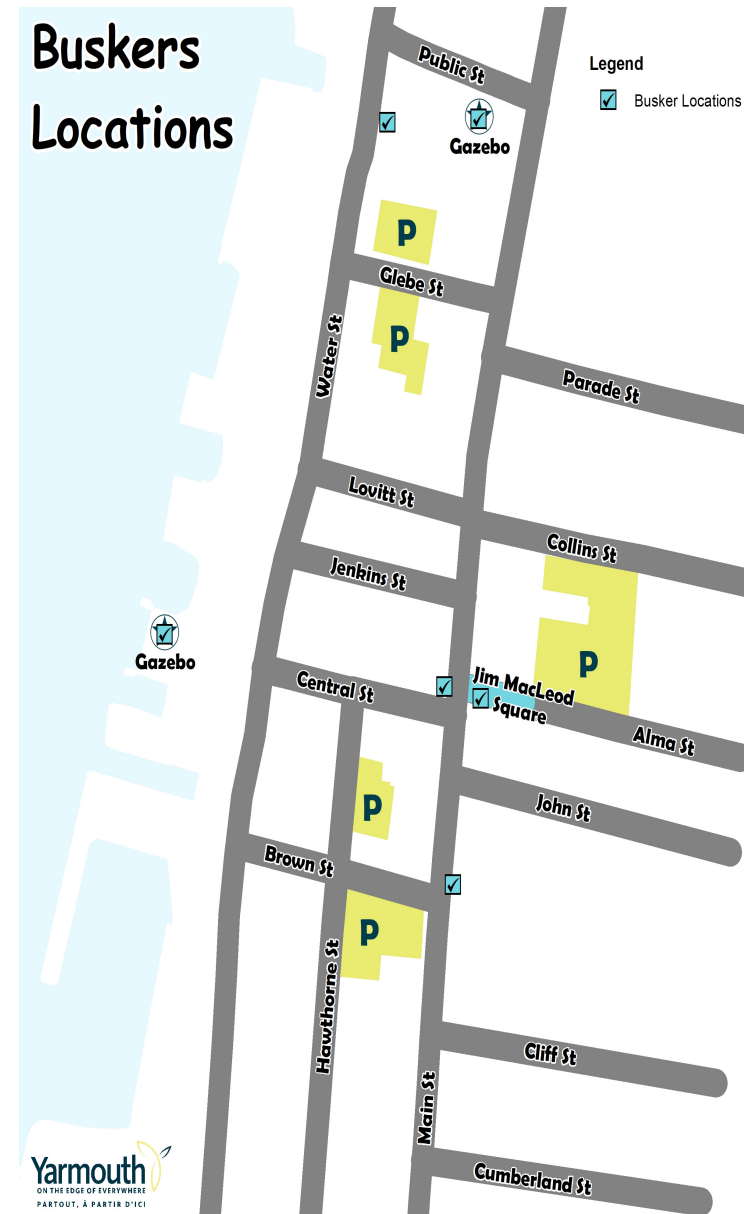 Buskers
Locations
Legend
Busker Locations
Public St
Gazebo
P
Glebe St
P
Water St
Parade St
Lovitt St
Collins St
Jenkins St
P
Gazebo
Central St
Jim MacLeod
Square
Alma St
P
John St
Brown St
P
Hawthorne St
Cliff St
Main St
Cumberland St
Yarmouth
ON THE EDGE OF EVERYWHERE
PARTOUT, À PARTIR D'ICI